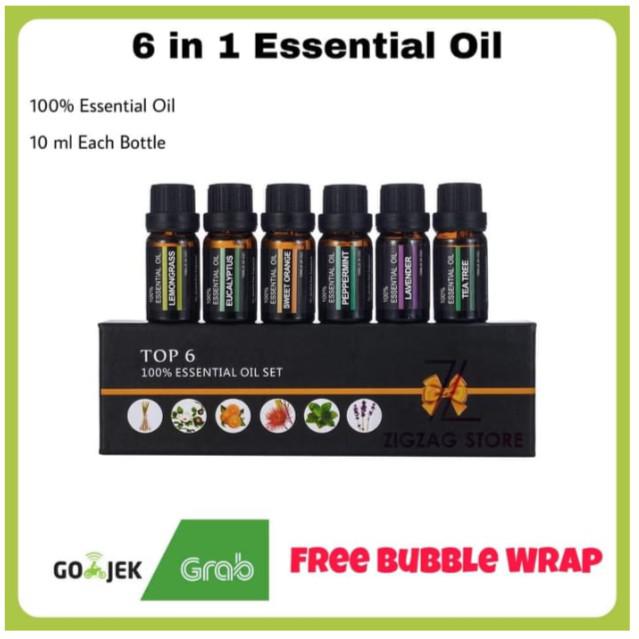 6 in 1 Essential Oil
100% Essential Oil
10 ml Each Bottle
100%
ESSENTIAL OIL
LEMONGRASS
100%
ESSENTIAL OIL
EUCALYPTUS
100%
ESSENTIAL OIL
SWEET ORANGE
100%
ESSENTIAL OIL
PEPPERMINT
100%
ESSENTIAL OIL
LAVENDER
100%
ESSENTIAL OIL
TEA TREE
TOP 6
100% ESSENTIAL OIL SET
ZIGZAG STORE
GO JEK
Grab
FREE BUBBLE WRAP